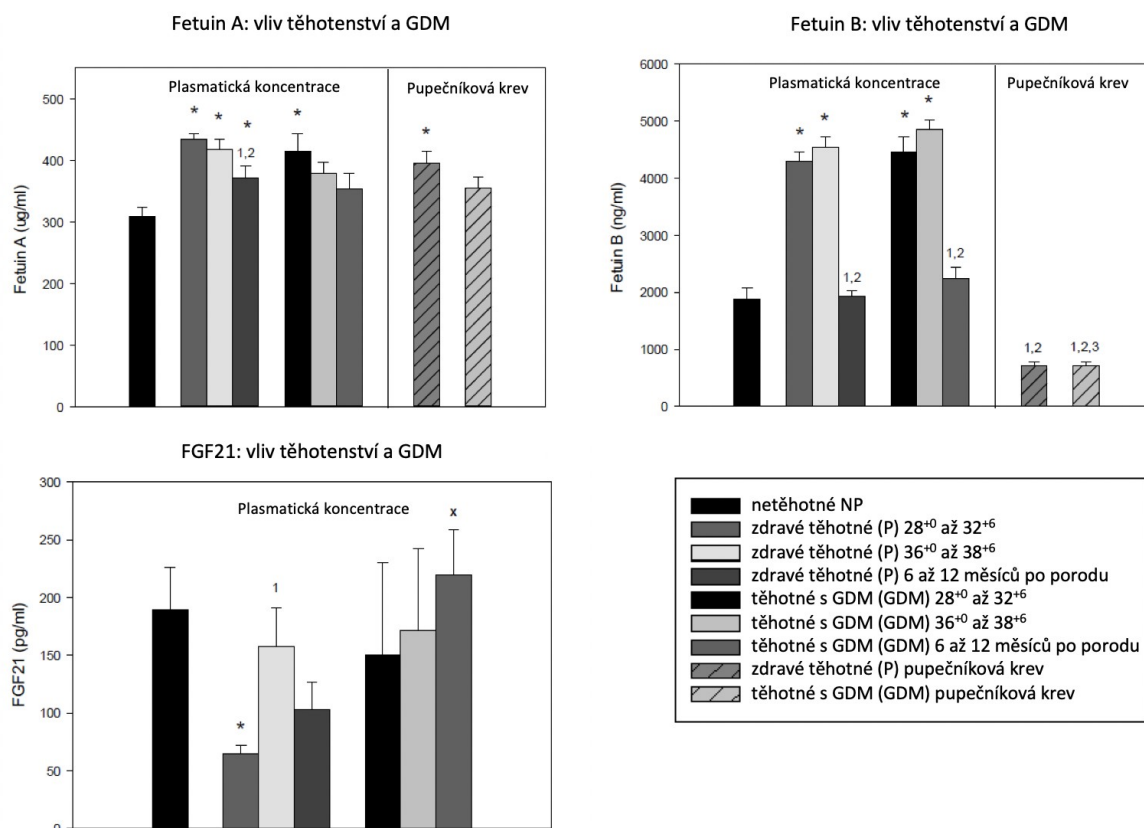 Fetuin A: vliv těhotenství a GDM
Plasmatická koncentrace
Pupečníková krev
Fetuin A (ug/ml)
500
400
300
200
100
0
*
*
*
1,2
*
*
Fetuin B: vliv těhotenství a GDM
Plasmatická koncentrace
Pupečníková krev
Fetuin B (ng/ml)
6000
5000
4000
3000
2000
1000
0
*
*
1,2
*
*
1,2
1,2
1,2,3
FGF21: vliv těhotenství a GDM
Plasmatická koncentrace
FGF21 (pg/ml)
300
250
200
150
100
50
0
*
1
x
netěhotné NP
zdravé těhotné (P) 28⁺⁰ až 32⁺⁶
zdravé těhotné (P) 36⁺⁰ až 38⁺⁶
zdravé těhotné (P) 6 až 12 měsíců po porodu
těhotné s GDM (GDM) 28⁺⁰ až 32⁺⁶
těhotné s GDM (GDM) 36⁺⁰ až 38⁺⁶
těhotné s GDM (GDM) 6 až 12 měsíců po porodu
zdravé těhotné (P) pupečníková krev
těhotné s GDM (GDM) pupečníková krev